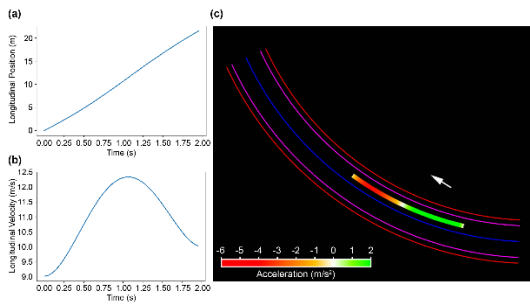 (a)
Longitudinal Position (m)
20
15
10
5
0
0.00 0.25 0.50 0.75 1.00 1.25 1.50 1.75 2.00
Time (s)
(b)
Longitudinal Velocity (m/s)
12.5
12.0
11.5
11.0
10.5
10.0
9.5
9.0
0.00 0.25 0.50 0.75 1.00 1.25 1.50 1.75 2.00
Time (s)
(c)
-6 -5 -4 -3 -2 -1 0 1 2
Acceleration (m/s²)